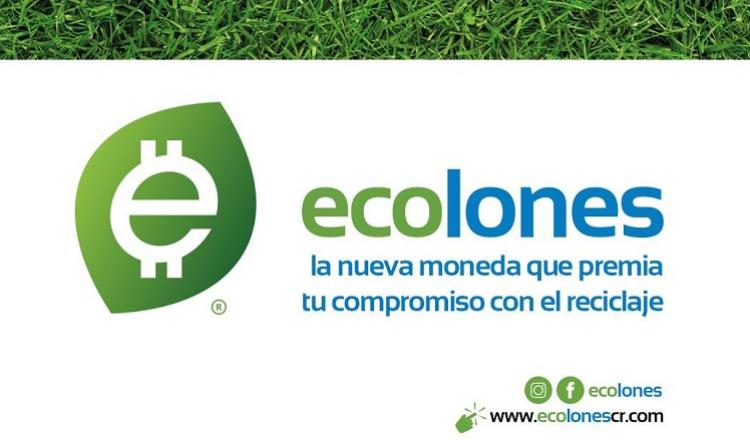 ®
ecolones
la nueva moneda que premia
tu compromiso con el reciclaje
ecolones
www.ecolonescr.com